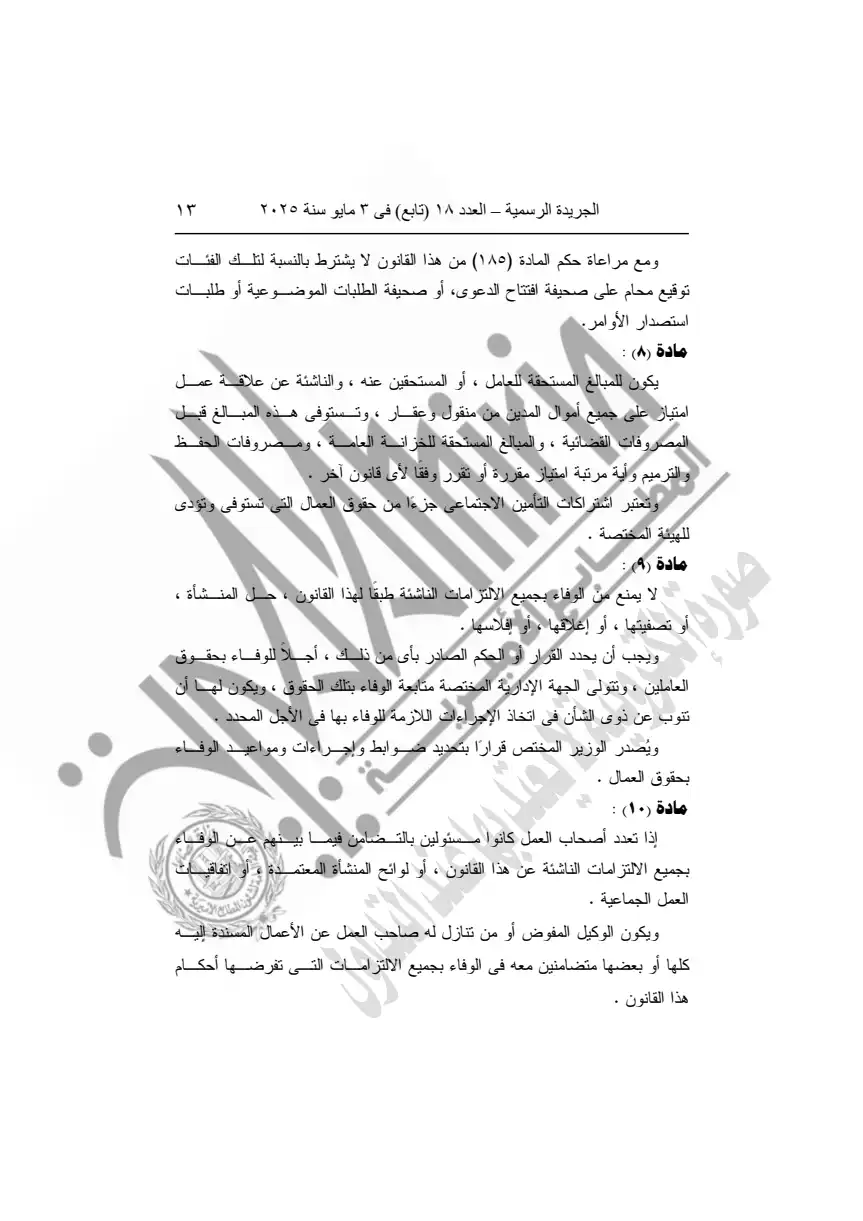 الجريدة الرسمية – العدد ١٨ (تابع) فى ٣ مايو سنة ٢٠٢٥ ١٣
ومع مراعاة حكم المادة (١٨٥) من هذا القانون لا يشترط بالنسبة لتلك الفئات
توقيع محام على صحيفة افتتاح الدعوى، أو صحيفة الطلبات الموضوعية أو طلبات
استصدار الأوامر.
مادة (٨) :
يكون للمبالغ المستحقة للعامل ، أو المستحقين عنه ، والناشئة عن علاقة عمل
امتياز على جميع أموال المدين من منقول وعقار ، وتستوفى هذه المبالغ قبل
المصروفات القضائية ، والمبالغ المستحقة للخزانة العامة ، ومصروفات الحفظ
والترميم وأية مرتبة امتياز مقررة أو تقرر وفقًا لأى قانون آخر .
وتعتبر اشتراكات التأمين الاجتماعى جزءًا من حقوق العمال التى تستوفى وتؤدى
للهيئة المختصة .
مادة (٩) :
لا يمنع من الوفاء بجميع الالتزامات الناشئة طبقًا لهذا القانون ، حل المنشأة ،
أو تصفيتها ، أو إغلاقها ، أو إفلاسها .
ويجب أن يحدد القرار أو الحكم الصادر بأى من ذلك ، أجلاً للوفاء بحقوق
العاملين ، وتتولى الجهة الإدارية المختصة متابعة الوفاء بتلك الحقوق ، ويكون لها أن
تنوب عن ذوى الشأن فى اتخاذ الإجراءات اللازمة للوفاء بها فى الأجل المحدد .
ويُصدر الوزير المختص قرارًا بتحديد ضوابط وإجراءات ومواعيد الوفاء
بحقوق العمال .
مادة (١٠) :
إذا تعدد أصحاب العمل كانوا مسئولين بالتضامن فيما بينهم عن الوفاء
بجميع الالتزامات الناشئة عن هذا القانون ، أو لوائح المنشأة المعتمدة ، أو اتفاقيات
العمل الجماعية .
ويكون الوكيل المفوض أو من تنازل له صاحب العمل عن الأعمال المسندة إليه
كلها أو بعضها متضامنين معه فى الوفاء بجميع الالتزامات التى تفرضها أحكام
هذا القانون .
صورة إلكترونية لا يعتد بها عند التداول
المطابع الأميرية